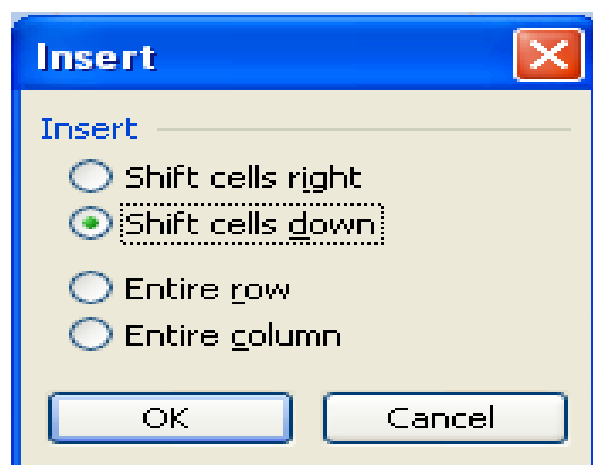 Insert
Insert
Shift cells right
Shift cells down
Entire row
Entire column
OK Cancel